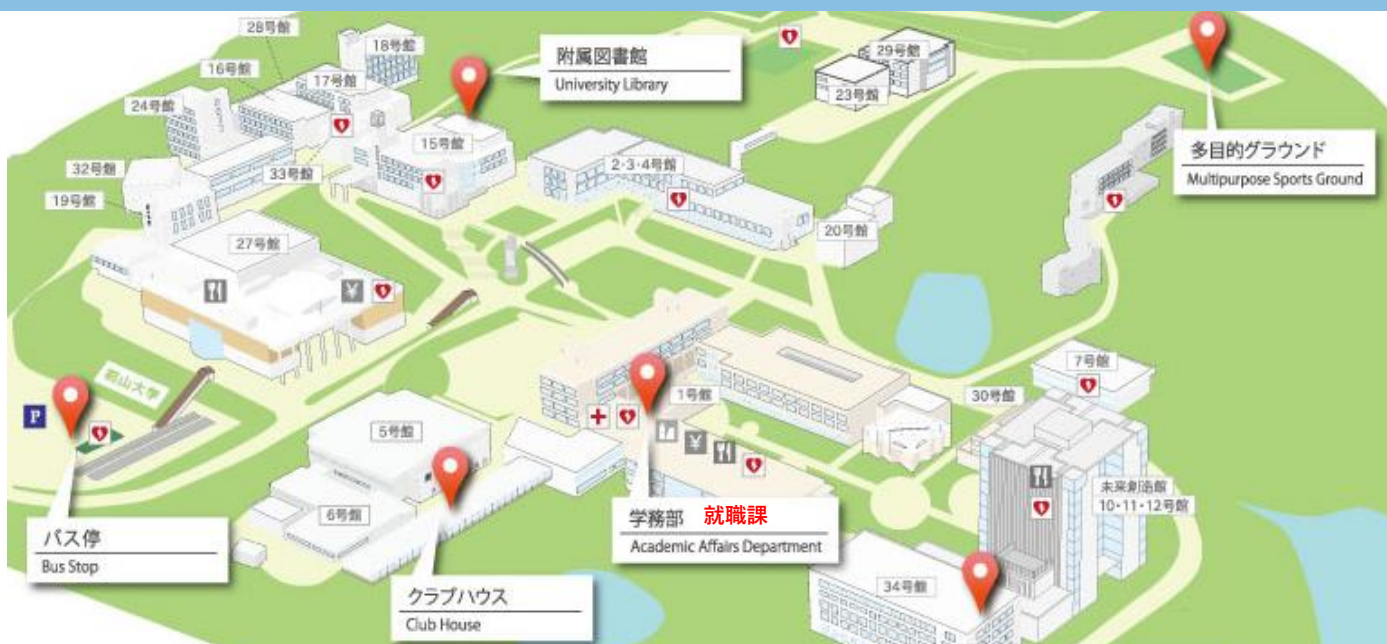 28号館
18号館
16号館
17号館
24号館
附属図書館
University Library
29号館
23号館
15号館
2·3·4号館
多目的グラウンド
Multipurpose Sports Ground
32号館
33号館
19号館
20号館
27号館
¥
7号館
1号館
30号館
P
5号館
¥
未来創造館
10·11·12号館
6号館
学務部 就職課
Academic Affairs Department
バス停
Bus Stop
34号館
クラブハウス
Club House